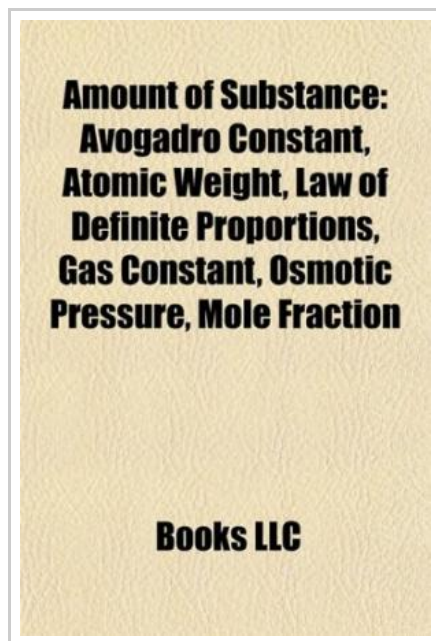 Amount of Substance:
Avogadro Constant,
Atomic Weight, Law of
Definite Proportions,
Gas Constant, Osmotic
Pressure, Mole Fraction
Books LLC